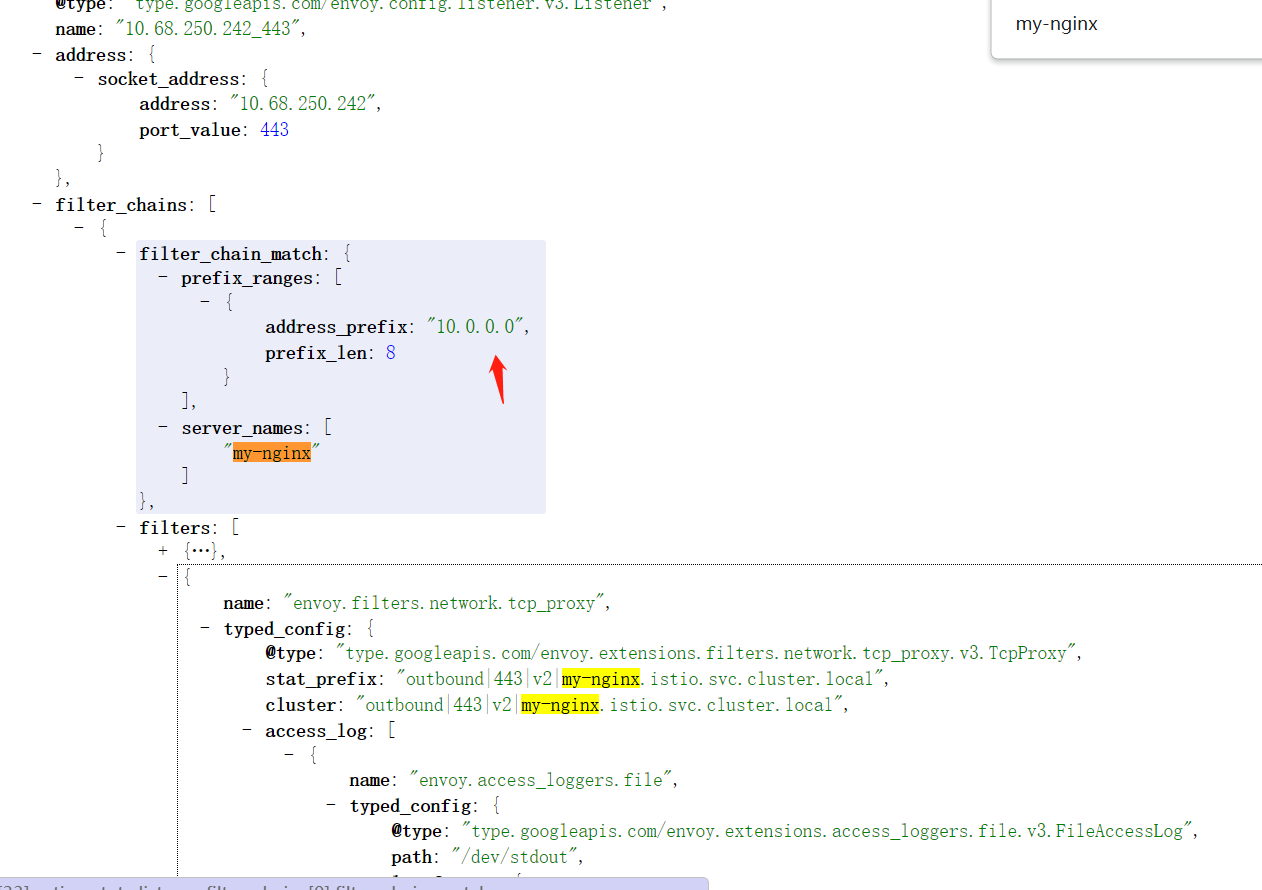 @type: "type.googleapis.com/envoy.config.listener.v3.Listener",
my-nginx
name: "10.68.250.242_443",
- address: {
- socket_address: {
address: "10.68.250.242",
port_value: 443
}
},
- filter_chains: [
- {
- filter_chain_match: {
- prefix_ranges: [
- {
address_prefix: "10.0.0.0",
prefix_len: 8
}
],
- server_names: [
"my-nginx"
]
},
- filters: [
+ {…},
- {
name: "envoy.filters.network.tcp_proxy",
- typed_config: {
@type: "type.googleapis.com/envoy.extensions.filters.network.tcp_proxy.v3.TcpProxy",
stat_prefix: "outbound|443|v2|my-nginx.istio.svc.cluster.local",
cluster: "outbound|443|v2|my-nginx.istio.svc.cluster.local",
- access_log: [
- {
name: "envoy.access_loggers.file",
- typed_config: {
@type: "type.googleapis.com/envoy.extensions.access_loggers.file.v3.FileAccessLog",
path: "/dev/stdout",